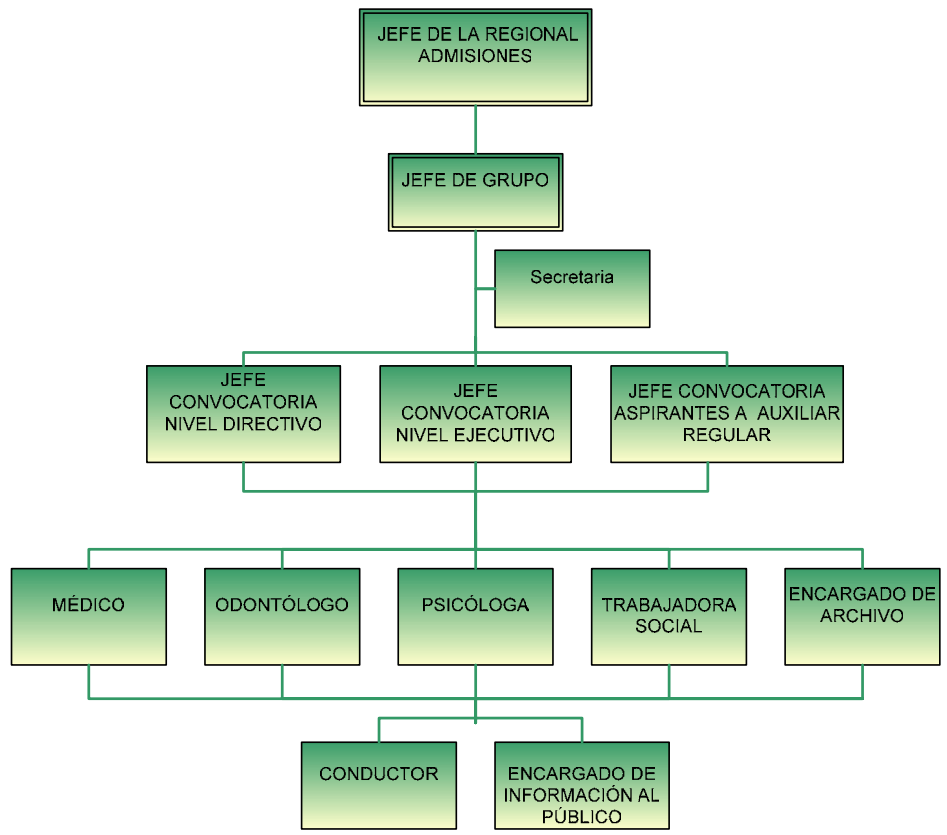 JEFE DE LA REGIONAL
ADMISIONES
JEFE DE GRUPO
Secretaria
JEFE
CONVOCATORIA
NIVEL DIRECTIVO
JEFE
CONVOCATORIA
NIVEL EJECUTIVO
JEFE CONVOCATORIA
ASPIRANTES A AUXILIAR
REGULAR
MÉDICO
ODONTÓLOGO
PSICÓLOGA
TRABAJADORA
SOCIAL
ENCARGADO DE
ARCHIVO
CONDUCTOR
ENCARGADO DE
INFORMACIÓN AL
PÚBLICO